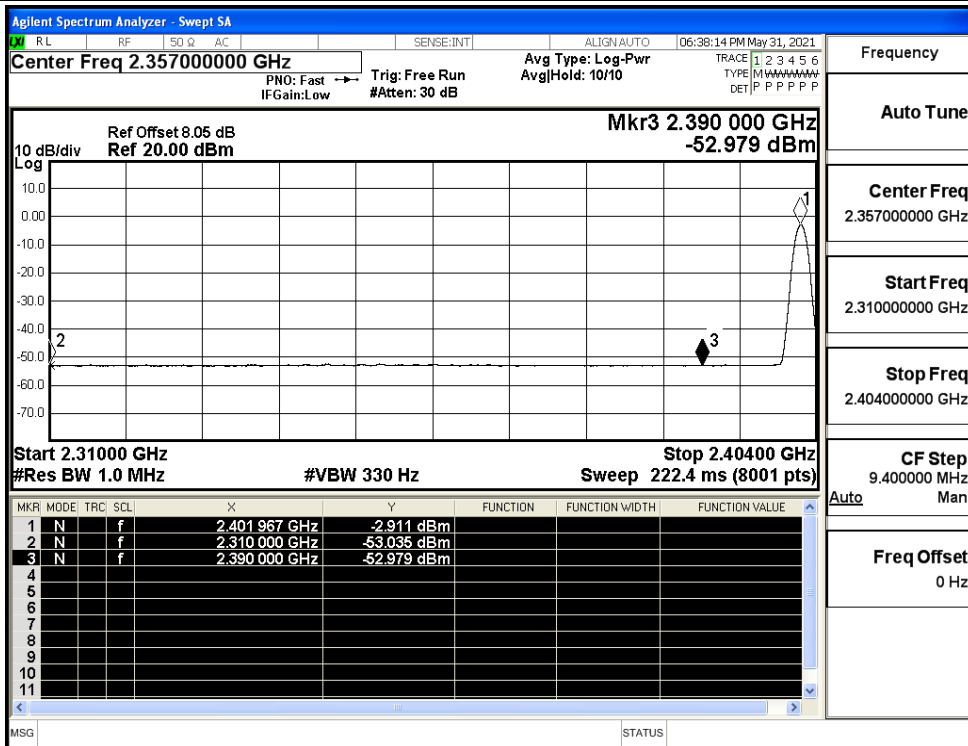 Agilent Spectrum Analyzer - Swept SA
LXI RL RF 50 Ω AC SENSE:INT ALIGN AUTO 06:38:14 PM May 31, 2021
Center Freq 2.357000000 GHz
PNO: Fast
IFGain:Low
Trig: Free Run
#Atten: 30 dB
Avg Type: Log-Pwr
Avg|Hold: 10/10
TRACE 1 2 3 4 5 6
TYPE M WWWWW
DET P P P P P P
Mkr3 2.390 000 GHz
-52.979 dBm
Ref Offset 8.05 dB
10 dB/div Ref 20.00 dBm
Log
10.0
0.00
-10.0
-20.0
-30.0
-40.0
-50.0
-60.0
-70.0
1
2
3
Start 2.31000 GHz Stop 2.40400 GHz
#Res BW 1.0 MHz #VBW 330 Hz Sweep 222.4 ms (8001 pts)
MKR MODE TRC SCL X Y FUNCTION FUNCTION WIDTH FUNCTION VALUE
1 N f 2.401 967 GHz -2.911 dBm
2 N f 2.310 000 GHz -53.035 dBm
3 N f 2.390 000 GHz -52.979 dBm
4
5
6
7
8
9
10
11
MSG STATUS
Frequency
Auto Tune
Center Freq
2.357000000 GHz
Start Freq
2.310000000 GHz
Stop Freq
2.404000000 GHz
CF Step
9.400000 MHz
Auto Man
Freq Offset
0 Hz